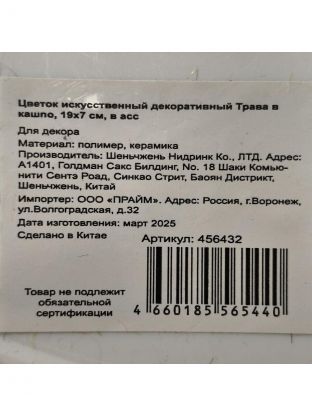 Цветок искусственный декоративный Трава в
кашпо, 19x7 см, в асс
Для декора
Материал: полимер, керамика
Производитель: Шеньчжень Нидринк Ко., ЛТД. Адрес:
А1401, Голдман Сакс Билдинг, No. 18 Шаки Комью-
нити Сентэ Роад, Синкао Стрит, Баоян Дистрикт,
Шеньчжень, Китай
Импортер: ООО «ПРАЙМ». Адрес: Россия, г.Воронеж,
ул.Волгоградская, д.32
Дата изготовления: март 2025
Сделано в Китае
Артикул: 456432
Товар не подлежит
обязательной
сертификации
4 660185 565440